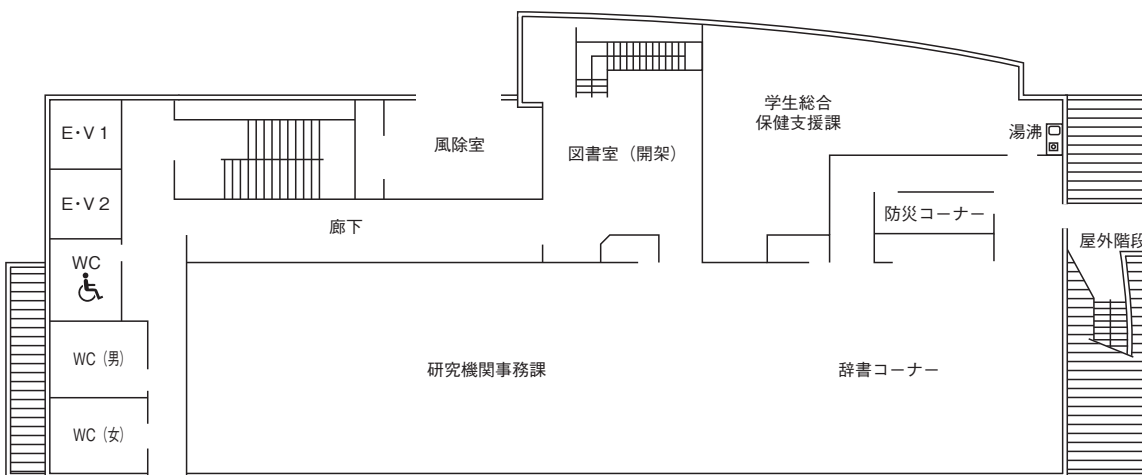 E・V 1
E・V 2
WC
WC（男）
WC（女）
風除室
廊下
図書室（開架）
学生総合
保健支援課
湯沸
防災コーナー
屋外階段
研究機関事務課
辞書コーナー